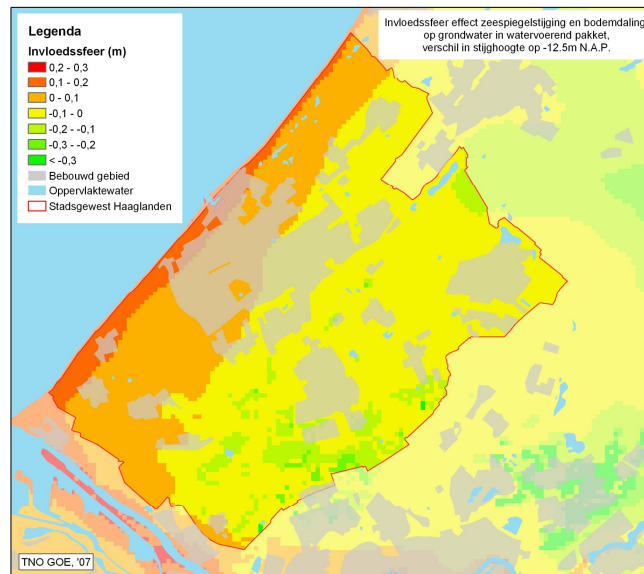 Legenda
Invloedssfeer (m)
0,2 - 0,3
0,1 - 0,2
0 - 0,1
-0,1 - 0
-0,2 - -0,1
-0,3 - -0,2
< -0,3
Bebouwd gebied
Oppervlaktewater
Stadsgewest Haaglanden
Invloedssfeer effect zeespiegelstijging en bodemdaling
op grondwater in watervoerend pakket,
verschil in stijghoogte op -12.5m N.A.P.
TNO GOE, '07